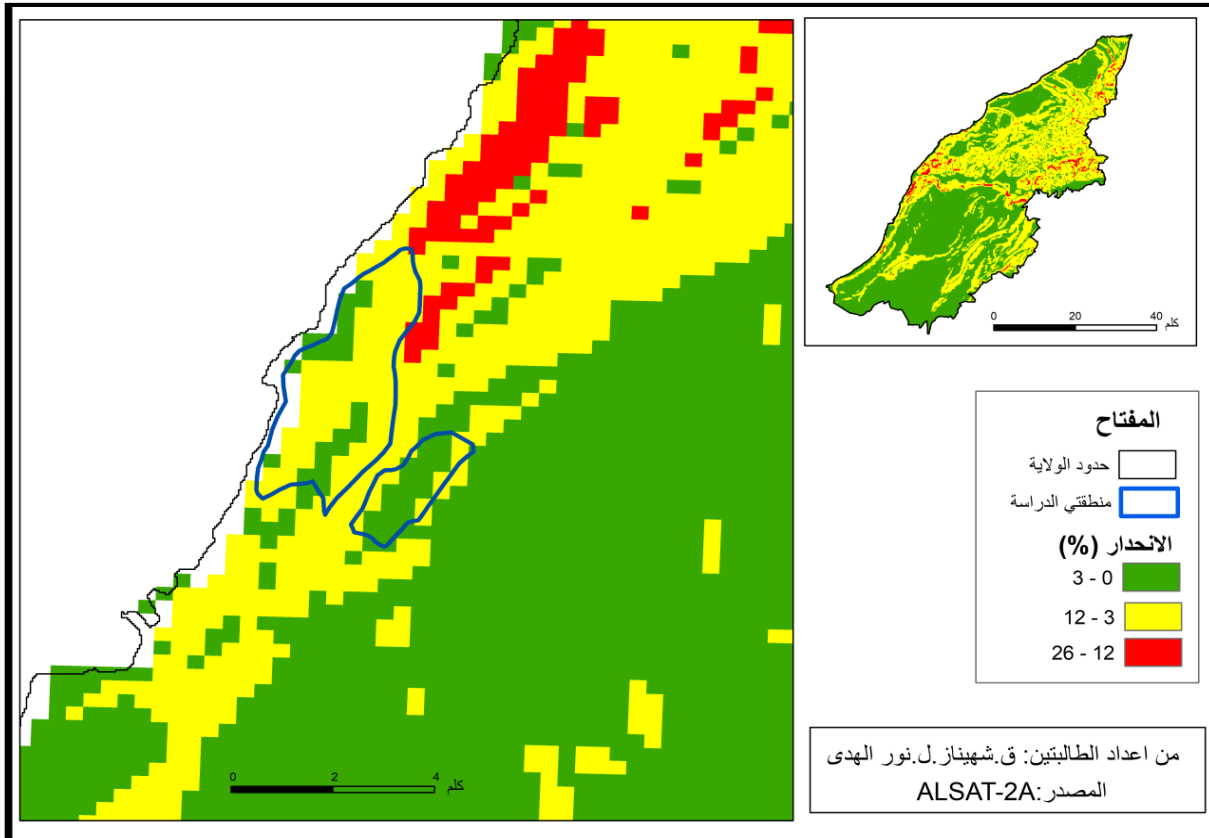 0 2 4 كلم
0 20 40 كلم
المفتاح
حدود الولاية
منطقتي الدراسة
الانحدار (%)
3 - 0
12 - 3
26 - 12
من اعداد الطالبتين: ق.شهيناز.ل.نور الهدى
المصدر:ALSAT-2A